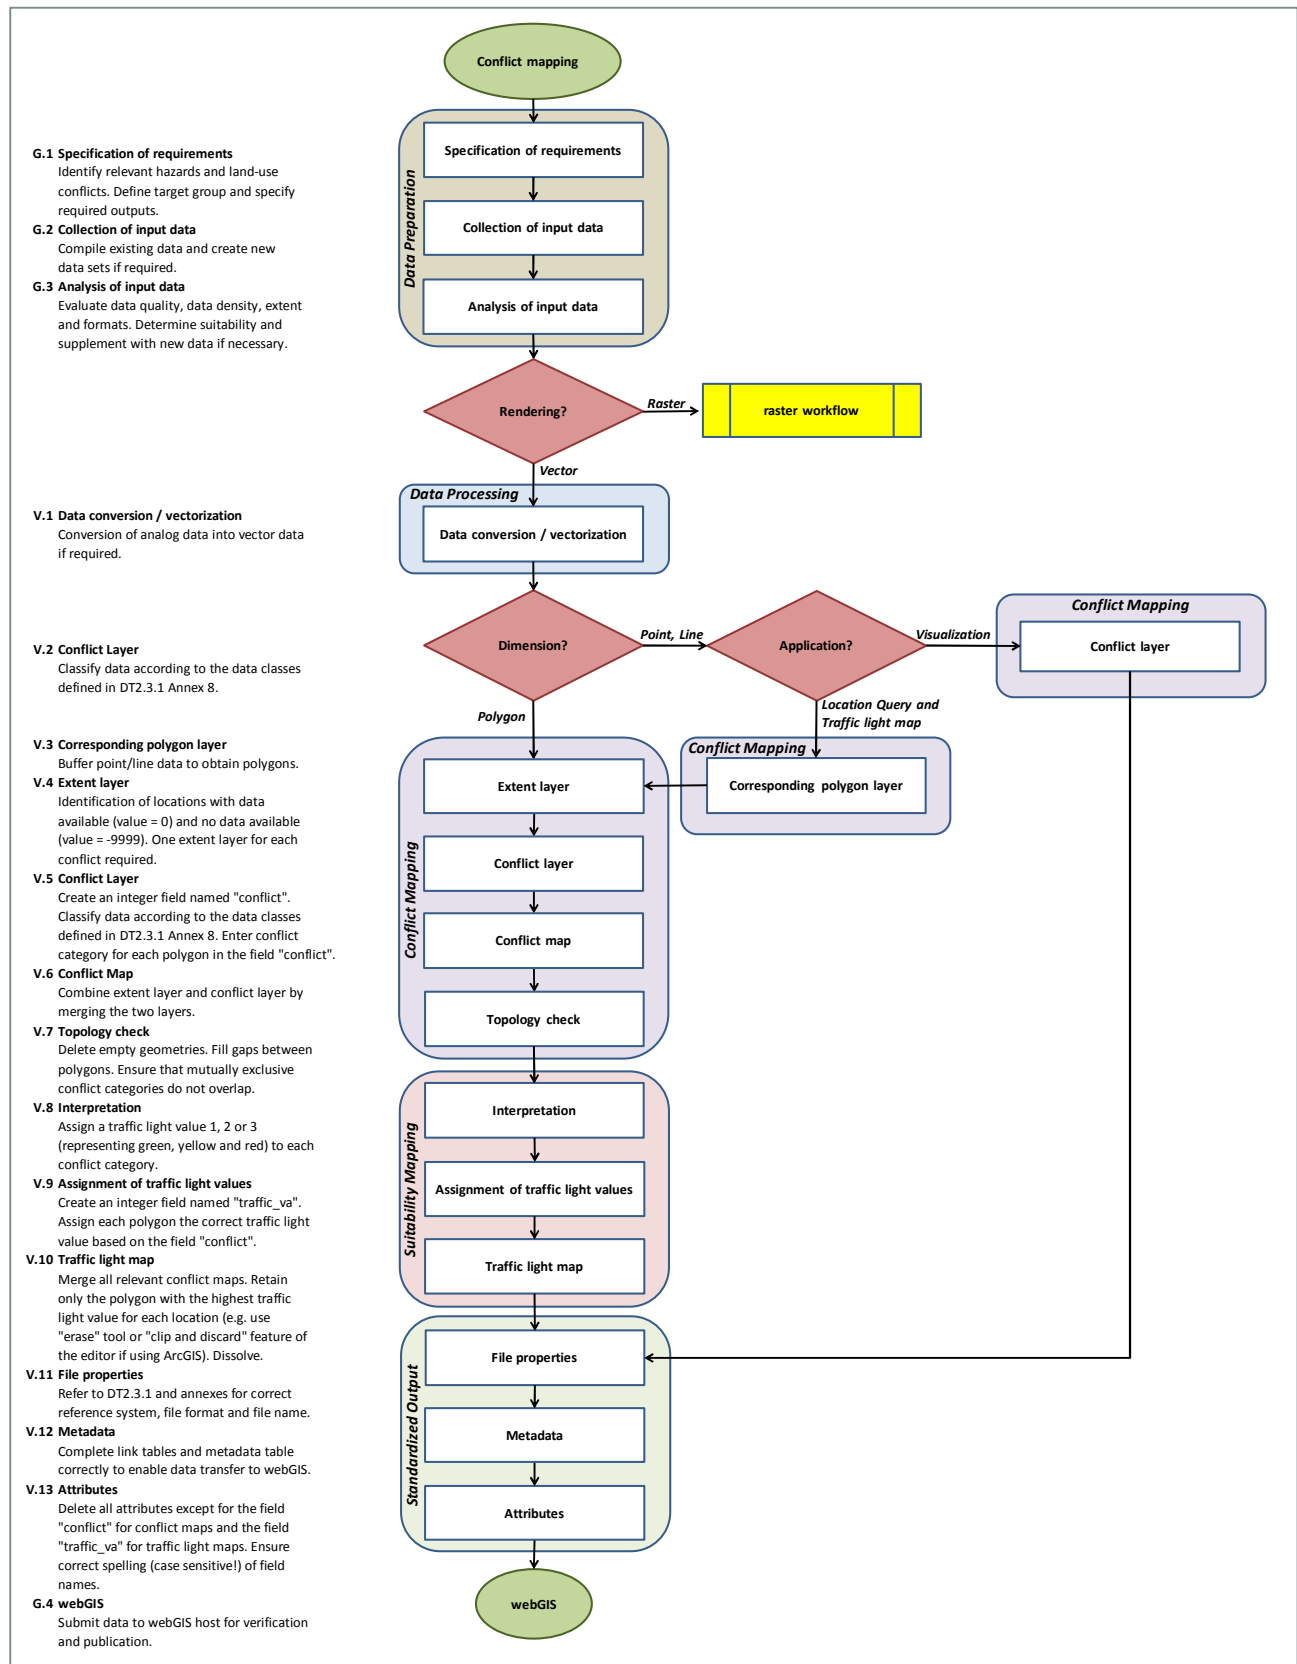 Conflict mapping
Data Preparation
Specification of requirements
Collection of input data
Analysis of input data
Rendering?
Raster
raster workflow
Vector
Data Processing
Data conversion / vectorization
Dimension?
Point, Line
Application?
Visualization
Conflict Mapping
Conflict layer
Polygon
Location Query and
Traffic light map
Conflict Mapping
Corresponding polygon layer
Conflict Mapping
Extent layer
Conflict layer
Conflict map
Topology check
Suitability Mapping
Interpretation
Assignment of traffic light values
Traffic light map
Standardized Output
File properties
Metadata
Attributes
webGIS
G.1 Specification of requirements
Identify relevant hazards and land-use
conflicts. Define target group and specify
required outputs.
G.2 Collection of input data
Compile existing data and create new
data sets if required.
G.3 Analysis of input data
Evaluate data quality, data density, extent
and formats. Determine suitability and
supplement with new data if necessary.
V.1 Data conversion / vectorization
Conversion of analog data into vector data
if required.
V.2 Conflict Layer
Classify data according to the data classes
defined in DT2.3.1 Annex 8.
V.3 Corresponding polygon layer
Buffer point/line data to obtain polygons.
V.4 Extent layer
Identification of locations with data
available (value = 0) and no data available
(value = -9999). One extent layer for each
conflict required.
V.5 Conflict Layer
Create an integer field named "conflict".
Classify data according to the data classes
defined in DT2.3.1 Annex 8. Enter conflict
category for each polygon in the field "conflict".
V.6 Conflict Map
Combine extent layer and conflict layer by
merging the two layers.
V.7 Topology check
Delete empty geometries. Fill gaps between
polygons. Ensure that mutually exclusive
conflict categories do not overlap.
V.8 Interpretation
Assign a traffic light value 1, 2 or 3
(representing green, yellow and red) to each
conflict category.
V.9 Assignment of traffic light values
Create an integer field named "traffic_va".
Assign each polygon the correct traffic light
value based on the field "conflict".
V.10 Traffic light map
Merge all relevant conflict maps. Retain
only the polygon with the highest traffic
light value for each location (e.g. use
"erase" tool or "clip and discard" feature of
the editor if using ArcGIS). Dissolve.
V.11 File properties
Refer to DT2.3.1 and annexes for correct
reference system, file format and file name.
V.12 Metadata
Complete link tables and metadata table
correctly to enable data transfer to webGIS.
V.13 Attributes
Delete all attributes except for the field
"conflict" for conflict maps and the field
"traffic_va" for traffic light maps. Ensure
correct spelling (case sensitive!) of field
names.
G.4 webGIS
Submit data to webGIS host for verification
and publication.